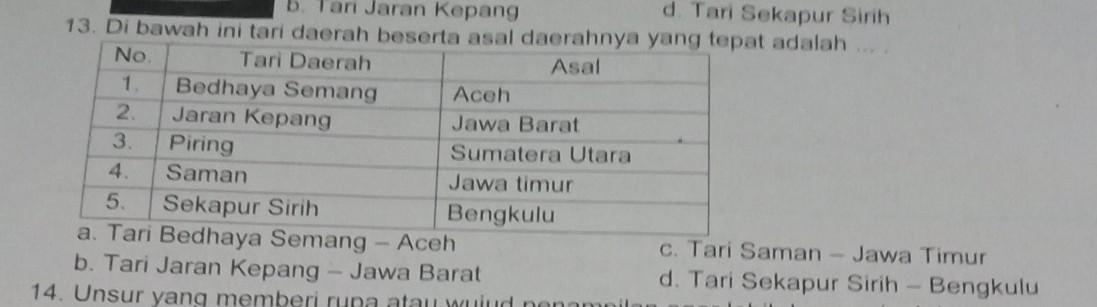 b. Tari Jaran Kepang d. Tari Sekapur Sirih
13. Di bawah ini tari daerah beserta asal daerahnya yang tepat adalah ... .
No. Tari Daerah Asal
1. Bedhaya Semang Aceh
2. Jaran Kepang Jawa Barat
3. Piring Sumatera Utara
4. Saman Jawa timur
5. Sekapur Sirih Bengkulu
a. Tari Bedhaya Semang – Aceh c. Tari Saman – Jawa Timur
b. Tari Jaran Kepang – Jawa Barat d. Tari Sekapur Sirih – Bengkulu
14. Unsur yang memberi rupa atau wujud